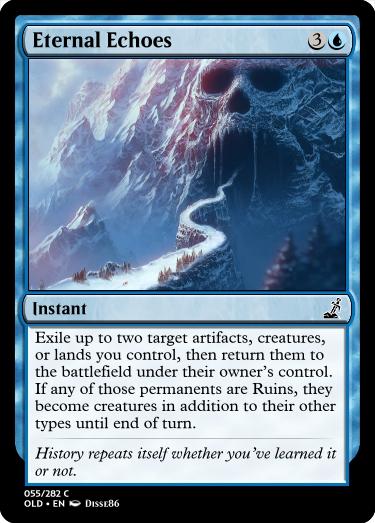 Eternal Echoes 3
Instant
Exile up to two target artifacts, creatures,
or lands you control, then return them to
the battlefield under their owner's control.
If any of those permanents are Ruins, they
become creatures in addition to their other
types until end of turn.
History repeats itself whether you've learned it
or not.
055/282 C
OLD • EN Disse86